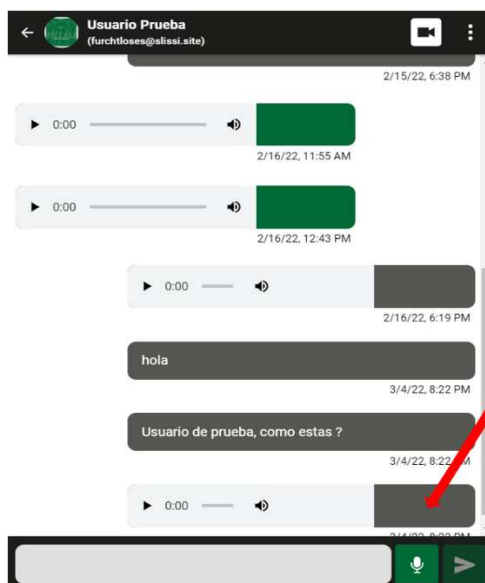 Usuario Prueba
(furchtloses@slissi.site)
2/15/22, 6:38 PM
0:00
2/16/22, 11:55 AM
0:00
2/16/22, 12:43 PM
0:00
2/16/22, 6:19 PM
hola
3/4/22, 8:22 PM
Usuario de prueba, como estas ?
3/4/22, 8:22 PM
0:00